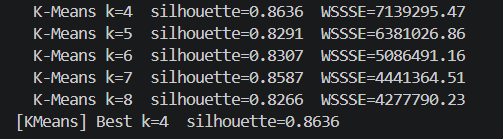 K-Means k=4  silhouette=0.8636  WSSSE=7139295.47
K-Means k=5  silhouette=0.8291  WSSSE=6381026.86
K-Means k=6  silhouette=0.8307  WSSSE=5086491.16
K-Means k=7  silhouette=0.8587  WSSSE=4441364.51
K-Means k=8  silhouette=0.8266  WSSSE=4277790.23
[KMeans] Best k=4  silhouette=0.8636